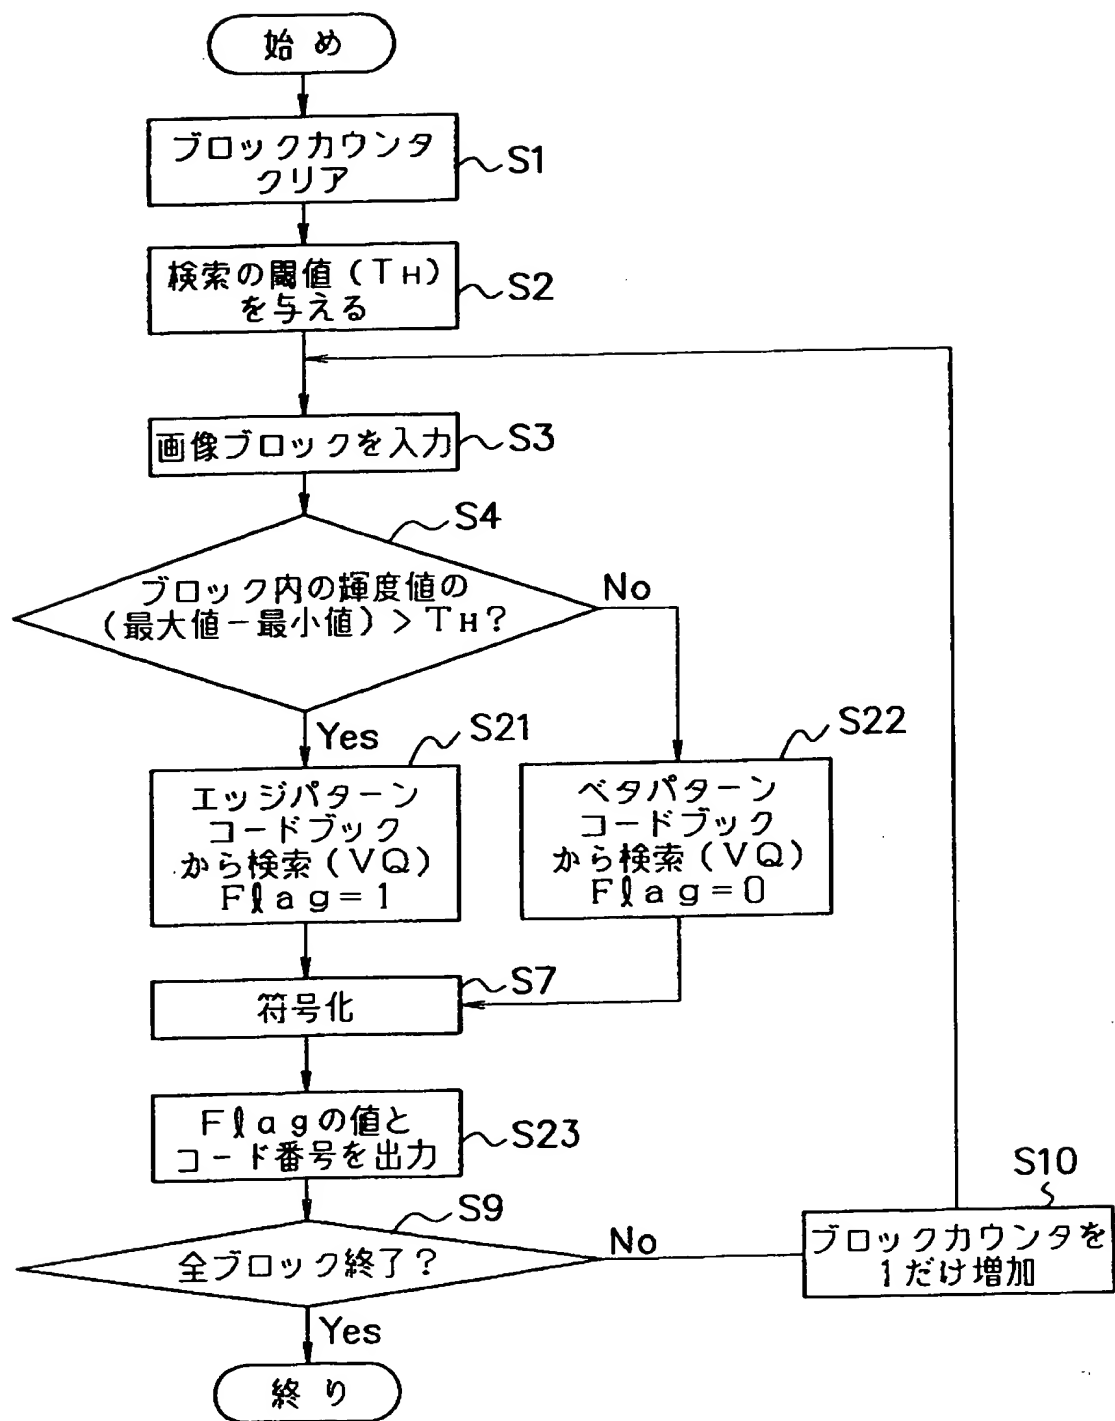 始め
ブロックカウンタ
クリア
S1
検索の閾値(TH)
を与える
S2
画像ブロックを入力
S3
S4
ブロック内の輝度値の
(最大値−最小値)>TH?
No
Yes
S21
エッジパターン
コードブック
から検索(VQ)
Flag=1
S22
ベタパターン
コードブック
から検索(VQ)
Flag=0
S7
符号化
Flagの値と
コード番号を出力
S23
S9
全ブロック終了?
No
S10
ブロックカウンタを
1だけ増加
Yes
終り